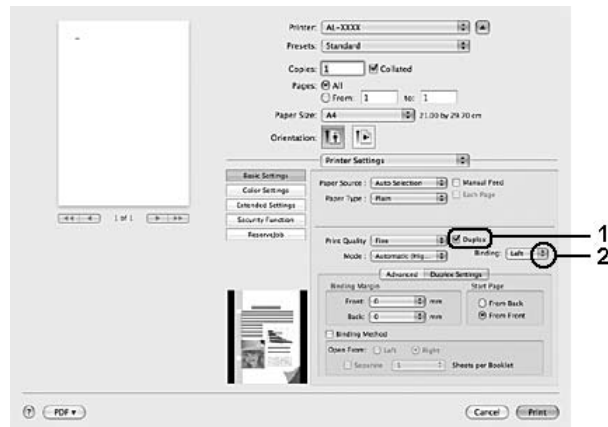 Printer: AL-XXXX
Presets: Standard
Copies: 1 Collated
Pages: All
From: 1 to: 1
Paper Size: A4 21.00 by 29.70 cm
Orientation:
Printer Settings
Basic Settings
Color Settings
Extended Settings
Security Function
ReserveJob
Paper Source : Auto Selection Manual Feed
Paper Type : Plain Each Page
1 of 1
Print Quality : Fine Duplex 1
Mode : Automatic (Hig... Binding: Left 2
Advanced Duplex Settings
Binding Margin Start Page
Front: 0 mm From Back
Back: 0 mm From Front
Binding Method
Open From: Left Right
Separate 1 Sheets per Booklet
? PDF Cancel Print